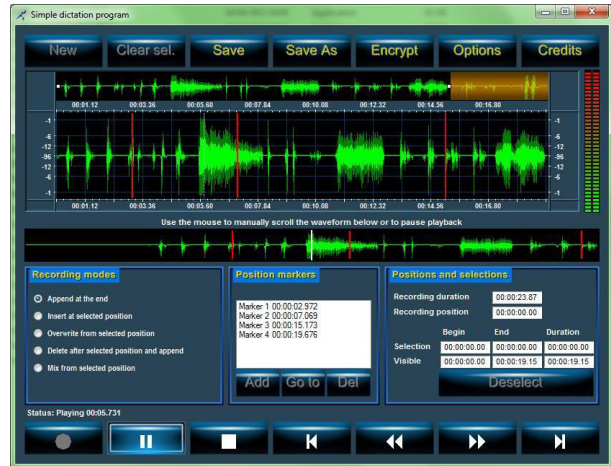 Simple dictation program
New Clear sel. Save Save As Encrypt Options Credits
00:01.12 00:03.36 00:05.60 00:07.84 00:10.08 00:12.32 00:14.56 00:16.80
-1 -1
-6 -6
-12 -12
-96 -96
-12 -12
-6 -6
-1 -1
00:01.12 00:03.36 00:05.60 00:07.84 00:10.08 00:12.32 00:14.56 00:16.80
Use the mouse to manually scroll the waveform below or to pause playback
Recording modes
Append at the end
Insert at selected position
Overwrite from selected position
Delete after selected position and append
Mix from selected position
Position markers
Marker 1 00:00:02.972
Marker 2 00:00:07.069
Marker 3 00:00:15.173
Marker 4 00:00:19.676
Add Go to Del
Positions and selections
Recording duration 00:00:23.87
Recording position 00:00:00.00
Begin End Duration
Selection 00:00:00.00 00:00:00.00 00:00:00.00
Visible 00:00:00.00 00:00:19.15 00:00:19.15
Deselect
Status: Playing 00:05.731